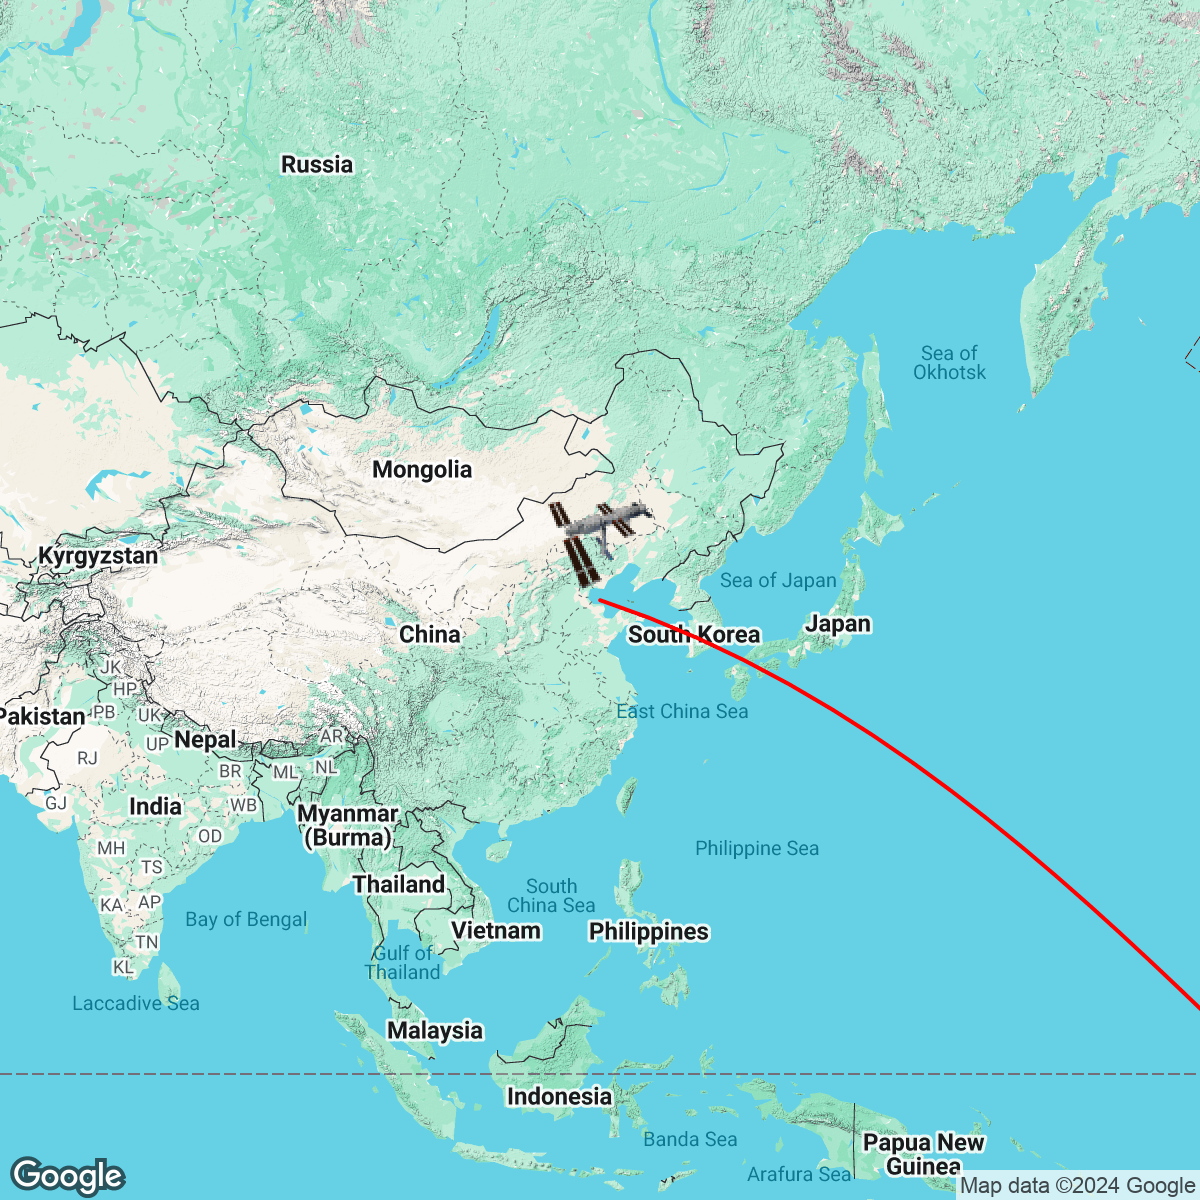 Russia
Sea of
Okhotsk
Mongolia
Kyrgyzstan
Sea of Japan
Japan
China
South Korea
JK
HP
Pakistan
PB
UK
East China Sea
UP
Nepal
AR
RJ
BR
ML
NL
GJ
India
WB
Myanmar
(Burma)
OD
MH
Philippine Sea
TS
Thailand
South
China Sea
KA
AP
Bay of Bengal
Vietnam
Philippines
TN
Gulf of
Thailand
KL
Laccadive Sea
Malaysia
Indonesia
Banda Sea
Papua New
Guinea
Arafura Sea
Google
Map data ©2024 Google